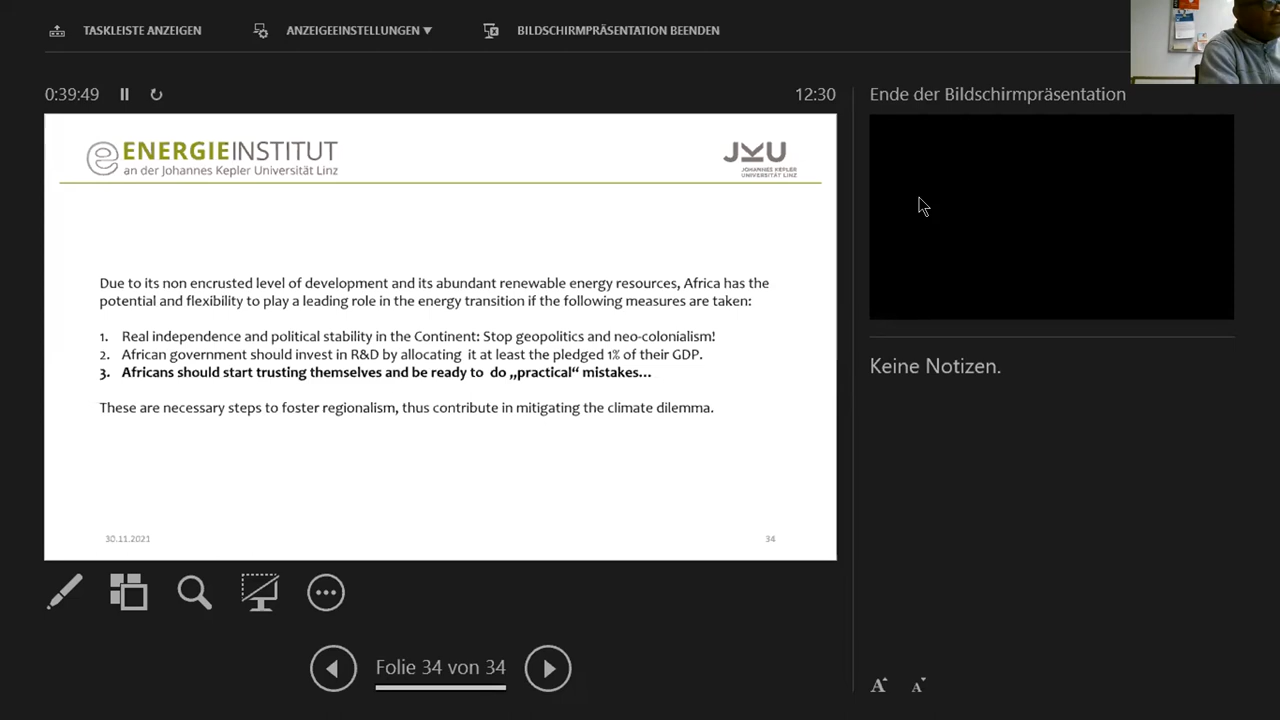 TASKLEISTE ANZEIGEN
ANZEIGEEINSTELLUNGEN ▼
BILDSCHIRMPRÄSENTATION BEENDEN
0:39:49
12:30
Ende der Bildschirmpräsentation
ENERGIEINSTITUT
an der Johannes Kepler Universität Linz
JKU
JOHANNES KEPLER
UNIVERSITÄT LINZ
Due to its non encrusted level of development and its abundant renewable energy resources, Africa has the
potential and flexibility to play a leading role in the energy transition if the following measures are taken:
1. Real independence and political stability in the Continent: Stop geopolitics and neo-colonialism!
2. African government should invest in R&D by allocating it at least the pledged 1% of their GDP.
3. Africans should start trusting themselves and be ready to do „practical“ mistakes...
These are necessary steps to foster regionalism, thus contribute in mitigating the climate dilemma.
30.11.2021
34
Keine Notizen.
Folie 34 von 34
A A